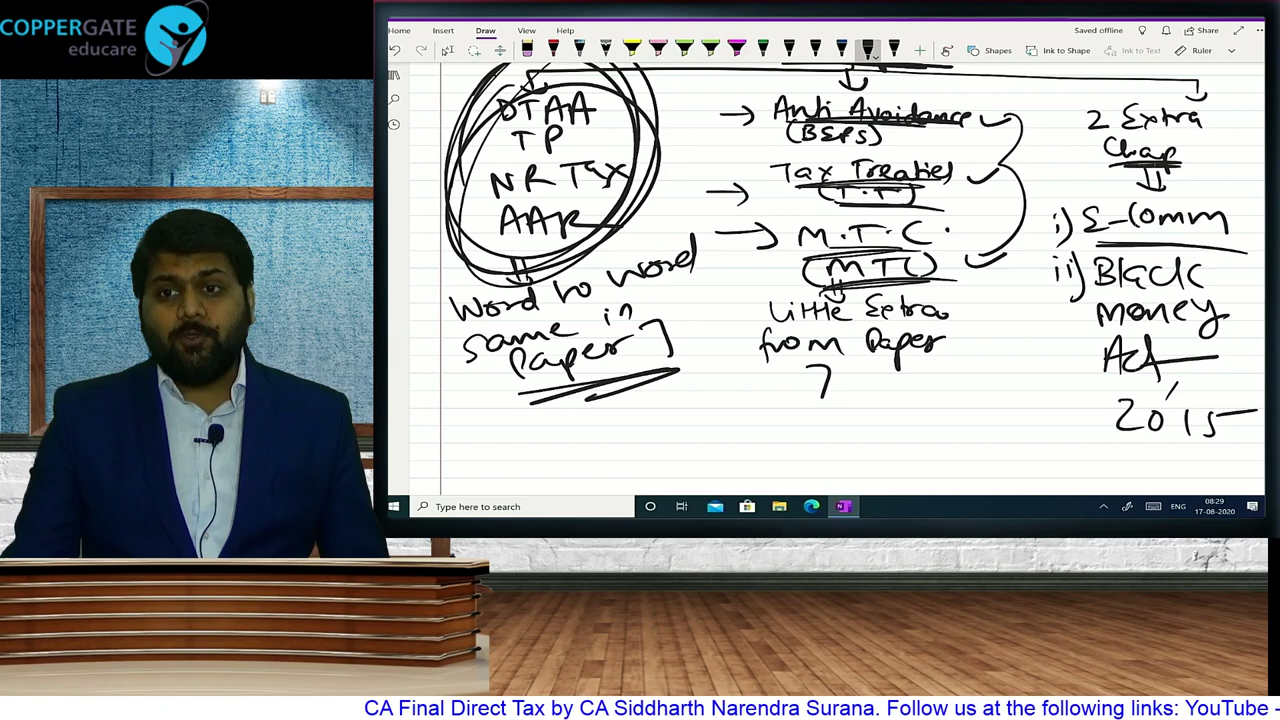 COPPERGATE
educare
Home Insert Draw View Help
Saved offline Share
Shapes Ink to Shape Ink to Text Ruler
DTAA
TP
NR Tax
AAR
Word to word
same in
Paper ]
→ Anti Avoidance
(BEPS)
→ Tax Treaties
(T.T)
→ M.T.C.
(MTC)
Little Extra
from Paper
7
2 Extra
Chap
i) E-Comm
ii) Black
money
Act
2015
Type here to search
ENG
08:29
17-08-2020
CA Final Direct Tax by CA Siddharth Narendra Surana. Follow us at the following links: YouTube -